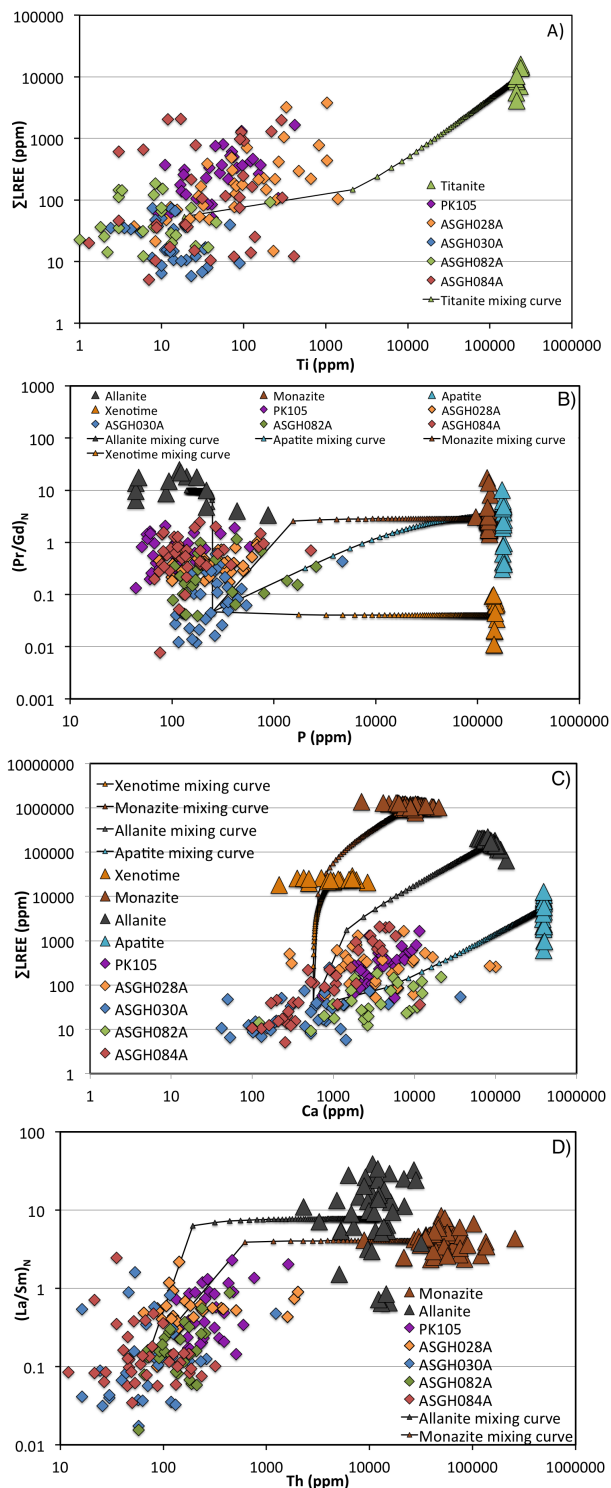 A)
100000
10000
1000
100
10
1
∑LREE (ppm)
Titanite
PK105
ASGH028A
ASGH030A
ASGH082A
ASGH084A
Titanite mixing curve
1 10 100 1000 10000 100000 1000000
Ti (ppm)
B)
1000
100
10
1
0.1
0.01
0.001
(Pr/Gd)N
Allanite Monazite Apatite
Xenotime PK105 ASGH028A
ASGH030A ASGH082A ASGH084A
Allanite mixing curve Apatite mixing curve Monazite mixing curve
Xenotime mixing curve
10 100 1000 10000 100000 1000000
P (ppm)
C)
10000000
1000000
100000
10000
1000
100
10
1
∑LREE (ppm)
Xenotime mixing curve
Monazite mixing curve
Allanite mixing curve
Apatite mixing curve
Xenotime
Monazite
Allanite
Apatite
PK105
ASGH028A
ASGH030A
ASGH082A
ASGH084A
1 10 100 1000 10000 100000 1000000
Ca (ppm)
D)
100
10
1
0.1
0.01
(La/Sm)N
Monazite
Allanite
PK105
ASGH028A
ASGH030A
ASGH082A
ASGH084A
Allanite mixing curve
Monazite mixing curve
10 100 1000 10000 100000 1000000
Th (ppm)